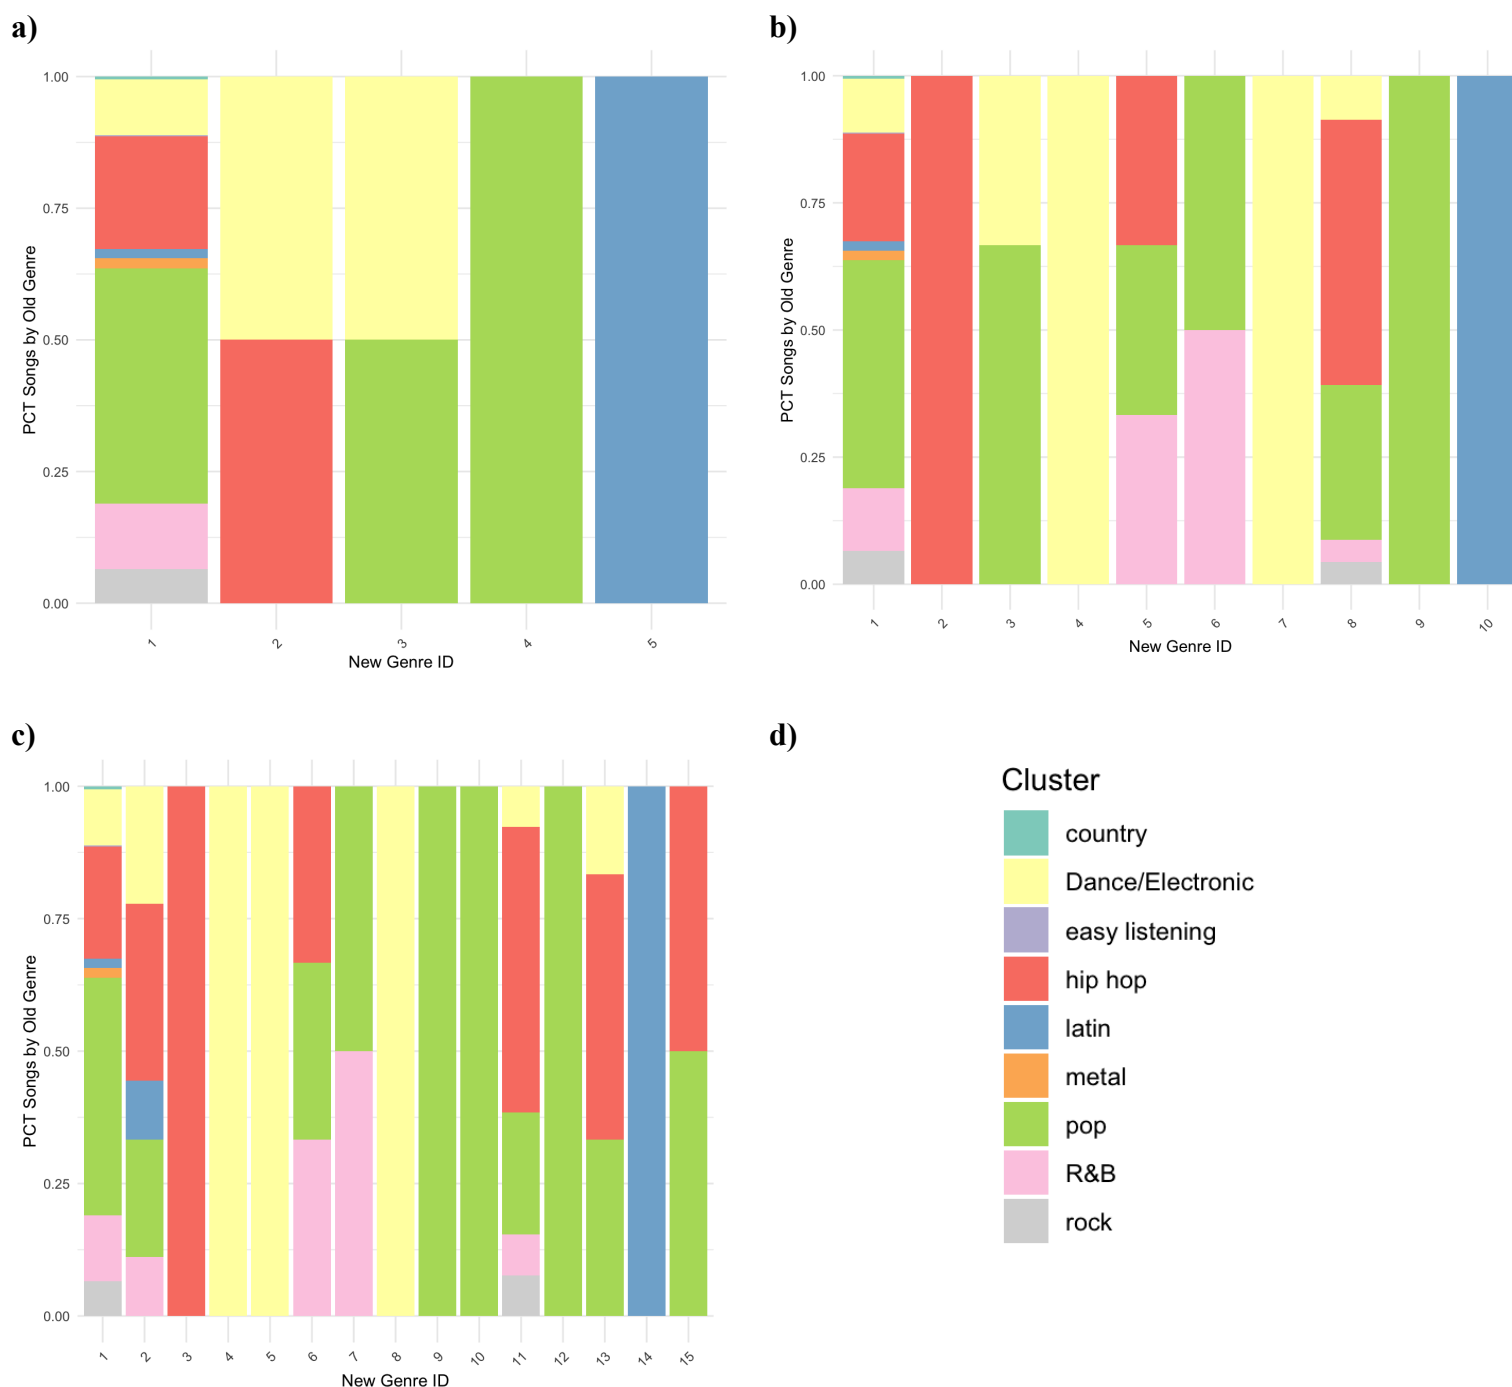 a)
1.00
0.75
0.50
0.25
0.00
PCT Songs by Old Genre
1 2 3 4 5
New Genre ID
b)
1.00
0.75
0.50
0.25
0.00
PCT Songs by Old Genre
1 2 3 4 5 6 7 8 9 10
New Genre ID
c)
1.00
0.75
0.50
0.25
0.00
PCT Songs by Old Genre
1 2 3 4 5 6 7 8 9 10 11 12 13 14 15
New Genre ID
d)
Cluster
country
Dance/Electronic
easy listening
hip hop
latin
metal
pop
R&B
rock